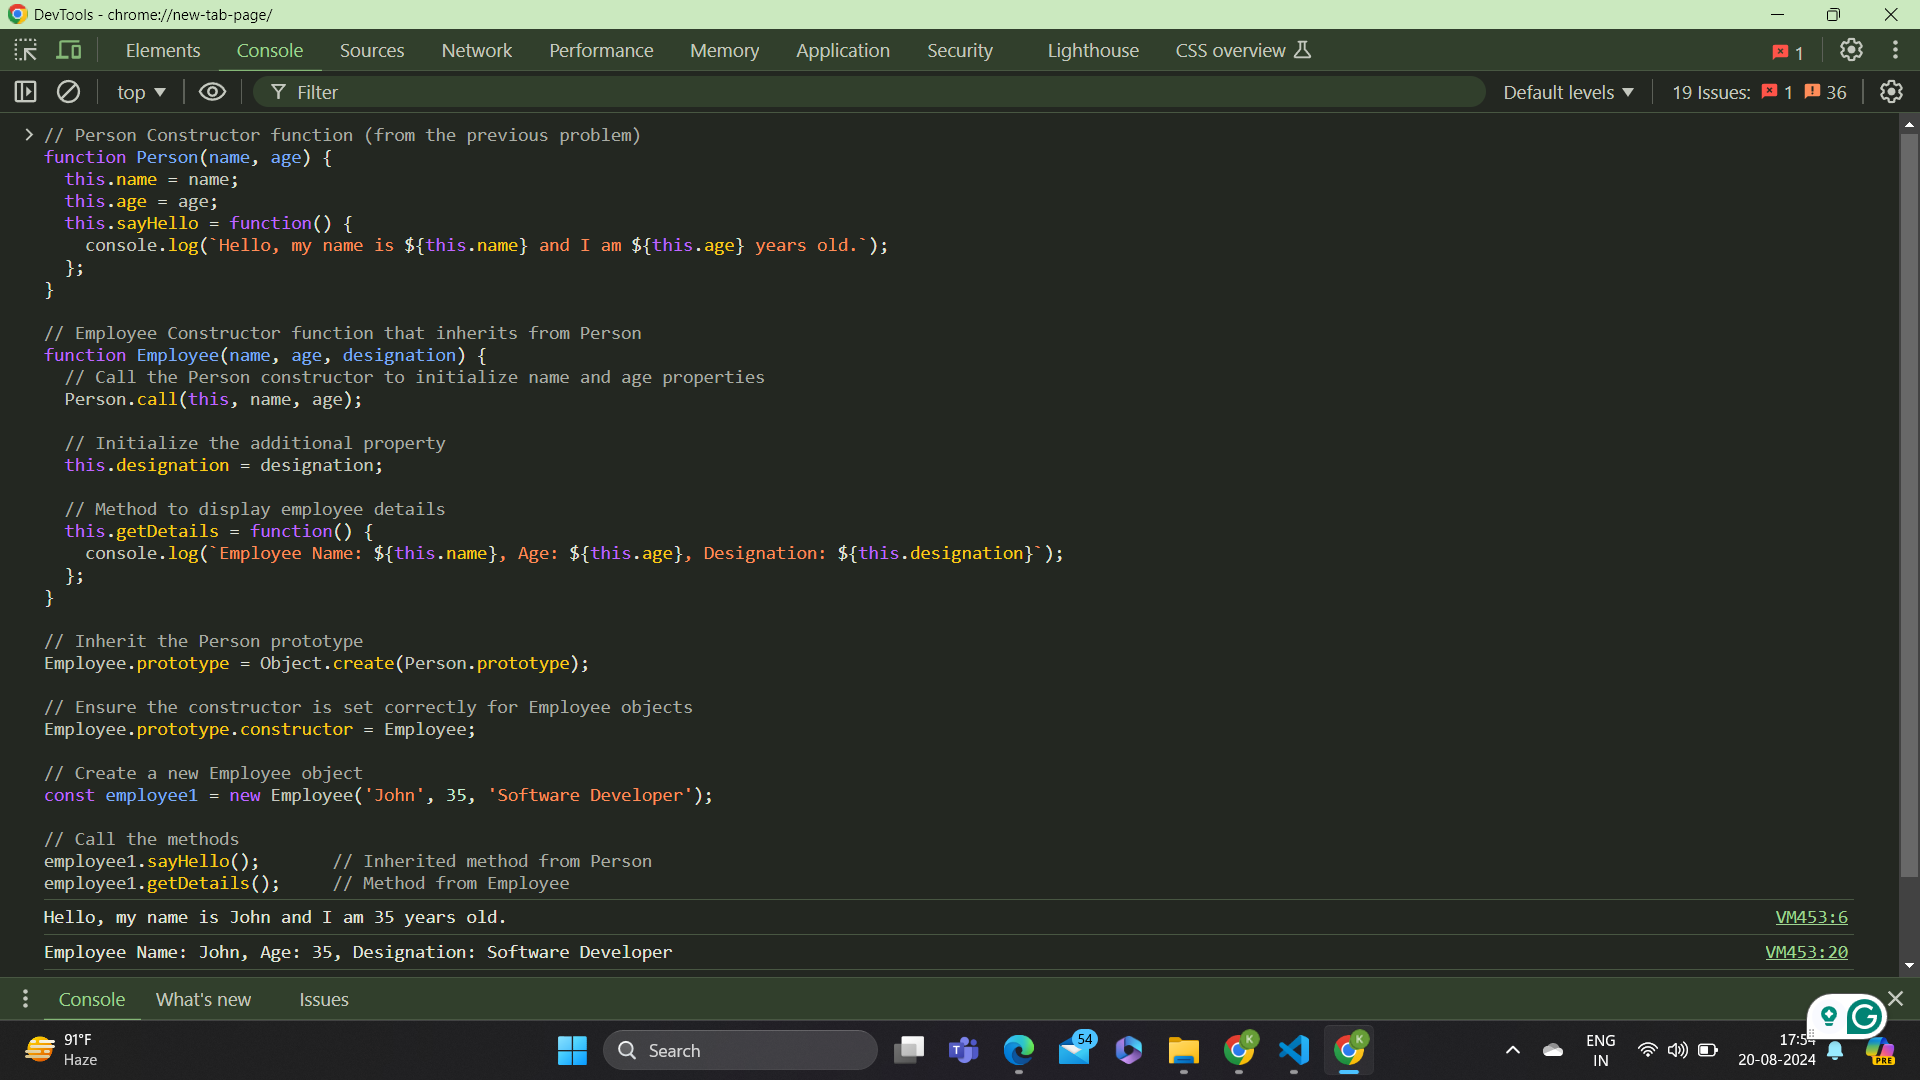 DevTools - chrome://new-tab-page/
Elements Console Sources Network Performance Memory Application Security Lighthouse CSS overview 1
top Filter Default levels 19 Issues: 1 36
// Person Constructor function (from the previous problem)
function Person(name, age) {
  this.name = name;
  this.age = age;
  this.sayHello = function() {
    console.log(`Hello, my name is ${this.name} and I am ${this.age} years old.`);
  };
}

// Employee Constructor function that inherits from Person
function Employee(name, age, designation) {
  // Call the Person constructor to initialize name and age properties
  Person.call(this, name, age);

  // Initialize the additional property
  this.designation = designation;

  // Method to display employee details
  this.getDetails = function() {
    console.log(`Employee Name: ${this.name}, Age: ${this.age}, Designation: ${this.designation}`);
  };
}

// Inherit the Person prototype
Employee.prototype = Object.create(Person.prototype);

// Ensure the constructor is set correctly for Employee objects
Employee.prototype.constructor = Employee;

// Create a new Employee object
const employee1 = new Employee('John', 35, 'Software Developer');

// Call the methods
employee1.sayHello();       // Inherited method from Person
employee1.getDetails();     // Method from Employee
Hello, my name is John and I am 35 years old. VM453:6
Employee Name: John, Age: 35, Designation: Software Developer VM453:20
Console What's new Issues
91°F
Haze
Search
54
K
K
ENG
IN
17:54
20-08-2024
PRE